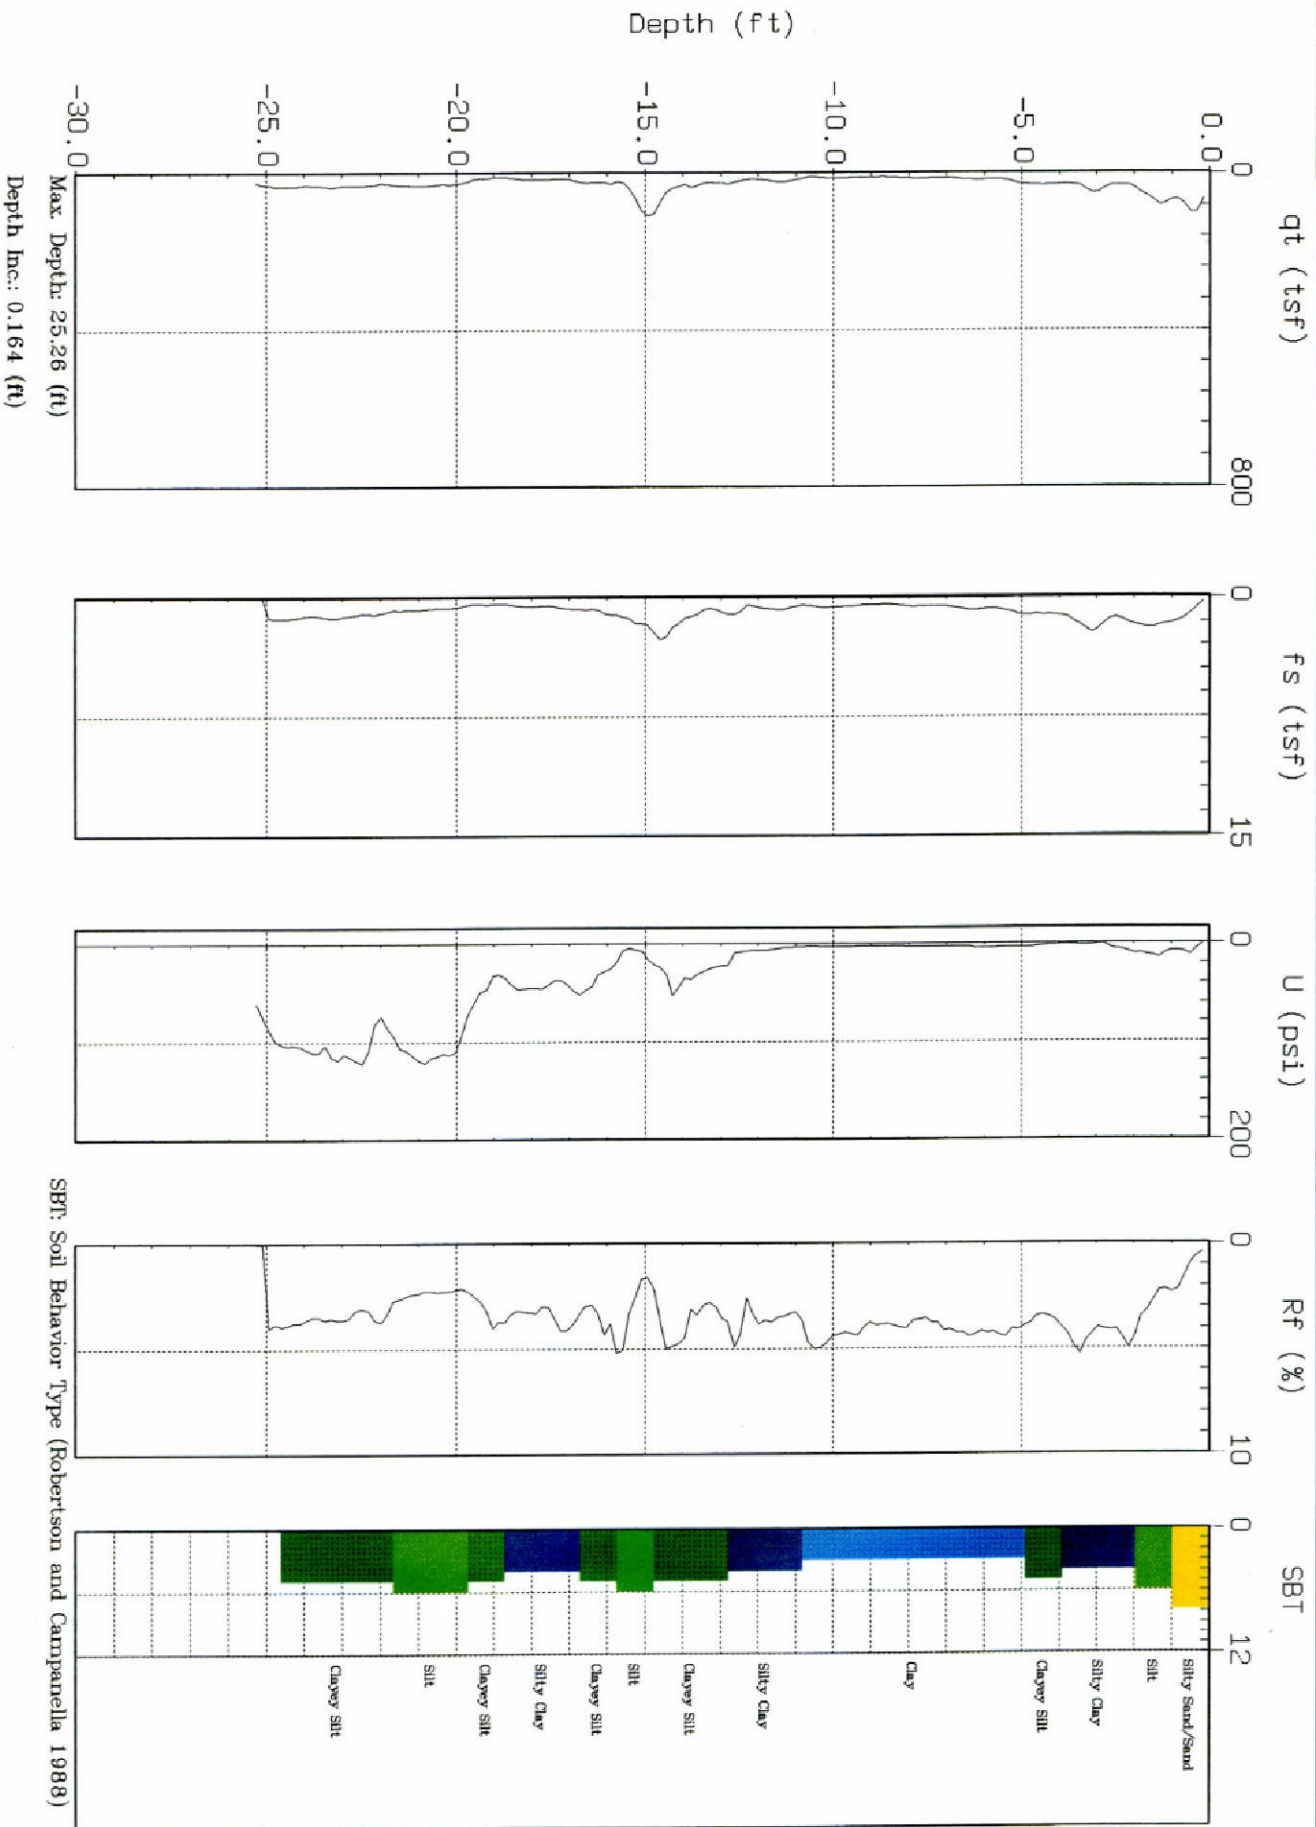 qt (tsf)
0
800
fs (tsf)
0
15
U (psi)
0
200
Rf (%)
0
10
SBT
0
12
Depth (ft)
0.0
-5.0
-10.0
-15.0
-20.0
-25.0
-30.0
Silty Sand/Sand
Silt
Silty Clay
Clayey Silt
Clay
Silty Clay
Clayey Silt
Silt
Clayey Silt
Silty Clay
Clayey Silt
Silt
Clayey Silt
Max. Depth: 25.26 (ft)
Depth Inc.: 0.164 (ft)
SBT: Soil Behavior Type (Robertson and Campanella 1988)